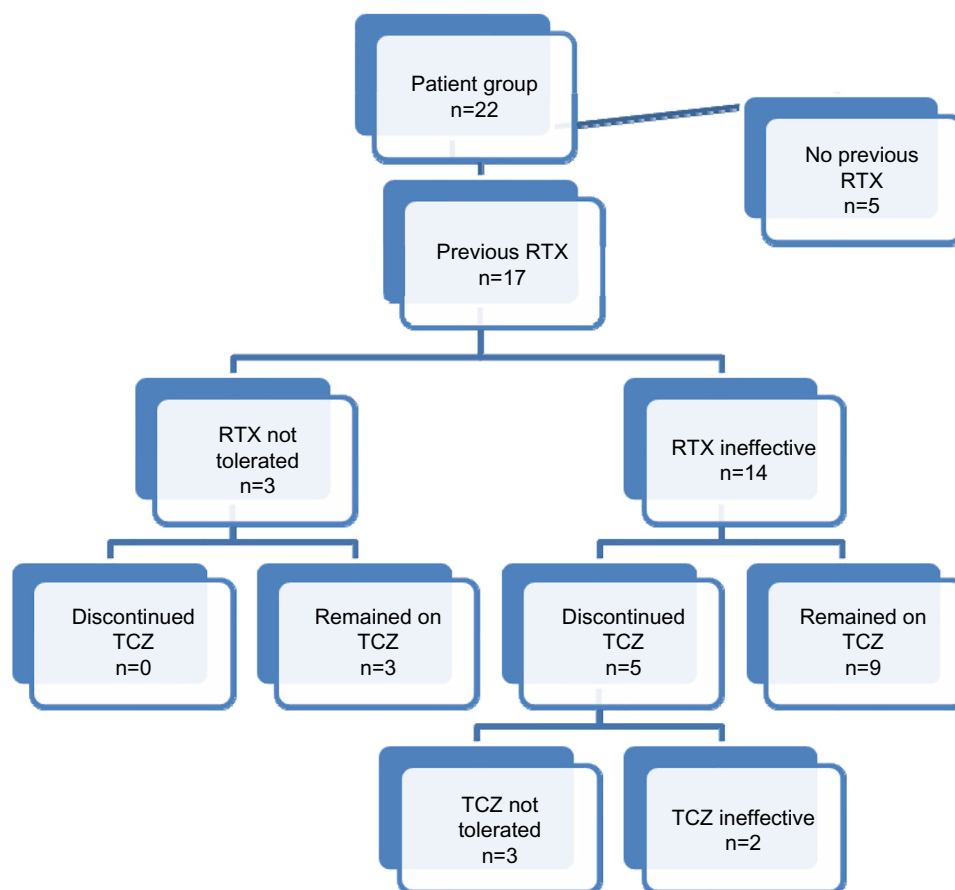 Patient group
n=22
No previous
RTX
n=5
Previous RTX
n=17
RTX not
tolerated
n=3
RTX ineffective
n=14
Discontinued
TCZ
n=0
Remained on
TCZ
n=3
Discontinued
TCZ
n=5
Remained on
TCZ
n=9
TCZ not
tolerated
n=3
TCZ ineffective
n=2